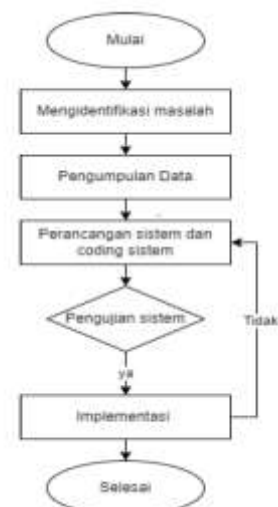 Mulai
Mengidentifikasi masalah
Pengumpulan Data
Perancangan sistem dan
coding sistem
Pengujian sistem
Tidak
ya
Implementasi
Selesai